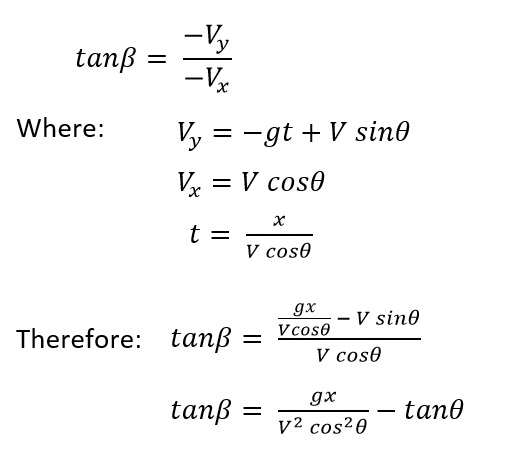 tanβ = −V_y / −V_x
Where: V_y = −gt + V sinθ
V_x = V cosθ
t = x / V cosθ
Therefore: tanβ = (gx / Vcosθ − V sinθ) / V cosθ
tanβ = gx / V² cos²θ − tanθ